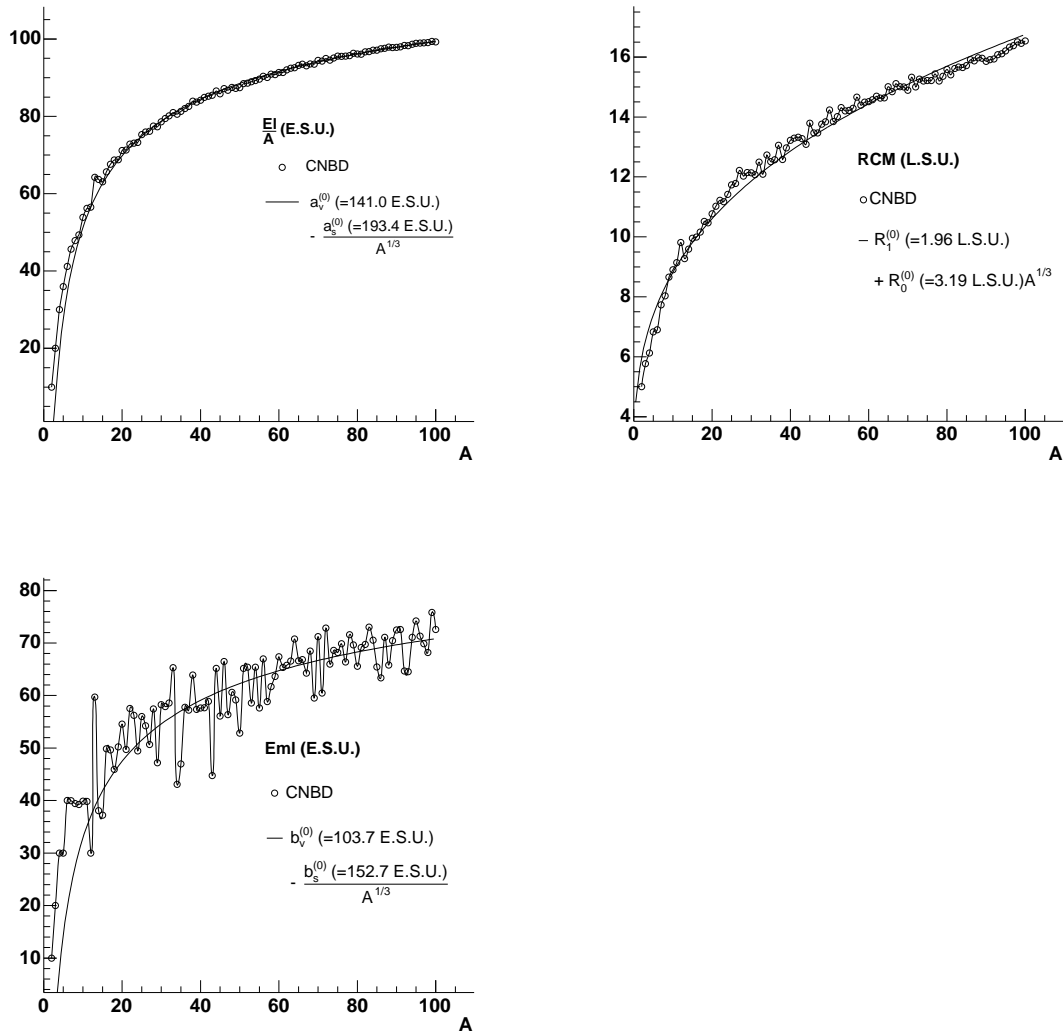 100
80
60
40
20
0 20 40 60 80 100
A
EI
A (E.S.U.)
CNBD
a_v^(0) (=141.0 E.S.U.)
- a_s^(0) (=193.4 E.S.U.)
A^1/3
16
14
12
10
8
6
4
0 20 40 60 80 100
A
RCM (L.S.U.)
CNBD
R_1^(0) (=1.96 L.S.U.)
+ R_0^(0) (=3.19 L.S.U.)A^1/3
80
70
60
50
40
30
20
10
0 20 40 60 80 100
A
EmI (E.S.U.)
CNBD
b_v^(0) (=103.7 E.S.U.)
- b_s^(0) (=152.7 E.S.U.)
A^1/3